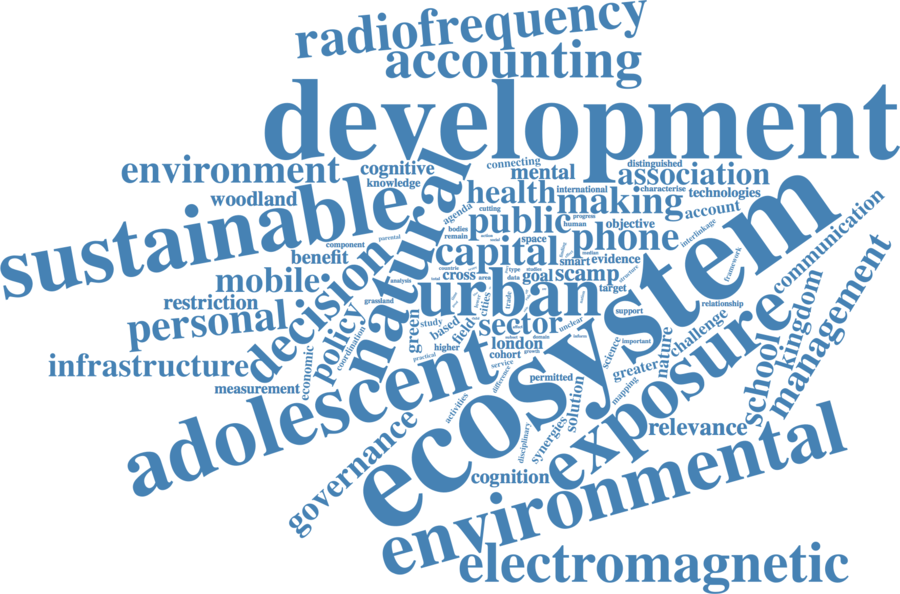 radiofrequency
accounting
development
environment
cognitive
knowledge
connecting
mental
distinguished
association
woodland
sustainable
natural
agenda
health
international
characterise
technologies
making
cutting
public
progress
human
objective
account
communication
bodies
remain
space
phone
interlinkage
parental
component
benefit
capital
smart
evidence
framework
mobile
decision
analysis
cross
area
type
data
goal
scamp
target
structure
ecosystem
restriction
grassland
urban
cities
trade
personal
policy
coordination
green
study
based
field
sector
unclear
support
relationship
management
kingdom
infrastructure
higher
london
domain
science
important
challenge
practical
cohort
growth
nature
greater
measurement
economic
adolescent
service
difference
permitted
mapping
exposure
school
activities
solution
governance
disciplinary
synergies
relevance
cognition
environmental
electromagnetic